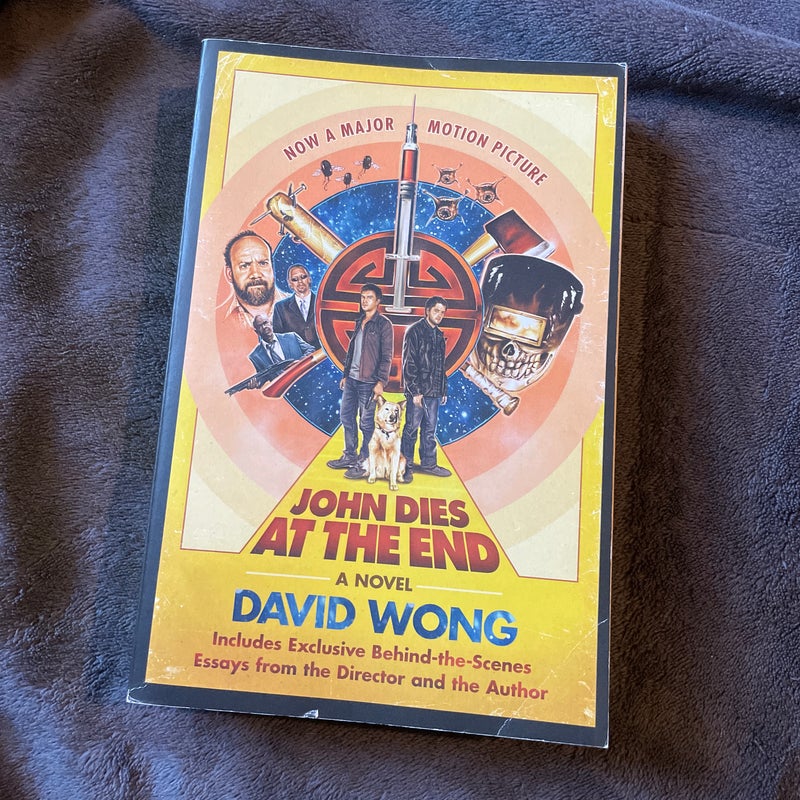 NOW A MAJOR MOTION PICTURE
JOHN DIES
AT THE END
A NOVEL
DAVID WONG
Includes Exclusive Behind-the-Scenes
Essays from the Director and the Author